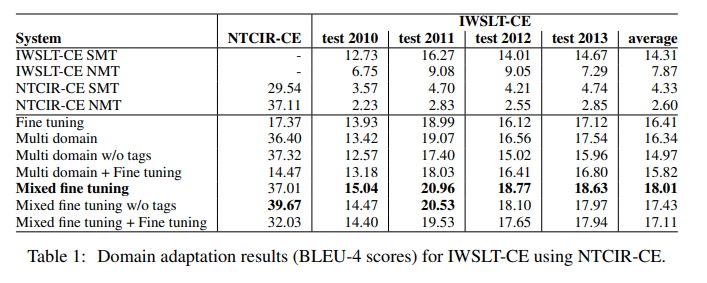 IWSLT-CE
System NTCIR-CE test 2010 test 2011 test 2012 test 2013 average
IWSLT-CE SMT - 12.73 16.27 14.01 14.67 14.31
IWSLT-CE NMT - 6.75 9.08 9.05 7.29 7.87
NTCIR-CE SMT 29.54 3.57 4.70 4.21 4.74 4.33
NTCIR-CE NMT 37.11 2.23 2.83 2.55 2.85 2.60
Fine tuning 17.37 13.93 18.99 16.12 17.12 16.41
Multi domain 36.40 13.42 19.07 16.56 17.54 16.34
Multi domain w/o tags 37.32 12.57 17.40 15.02 15.96 14.97
Multi domain + Fine tuning 14.47 13.18 18.03 16.41 16.80 15.82
Mixed fine tuning 37.01 15.04 20.96 18.77 18.63 18.01
Mixed fine tuning w/o tags 39.67 14.47 20.53 18.10 17.97 17.43
Mixed fine tuning + Fine tuning 32.03 14.40 19.53 17.65 17.94 17.11
Table 1: Domain adaptation results (BLEU-4 scores) for IWSLT-CE using NTCIR-CE.